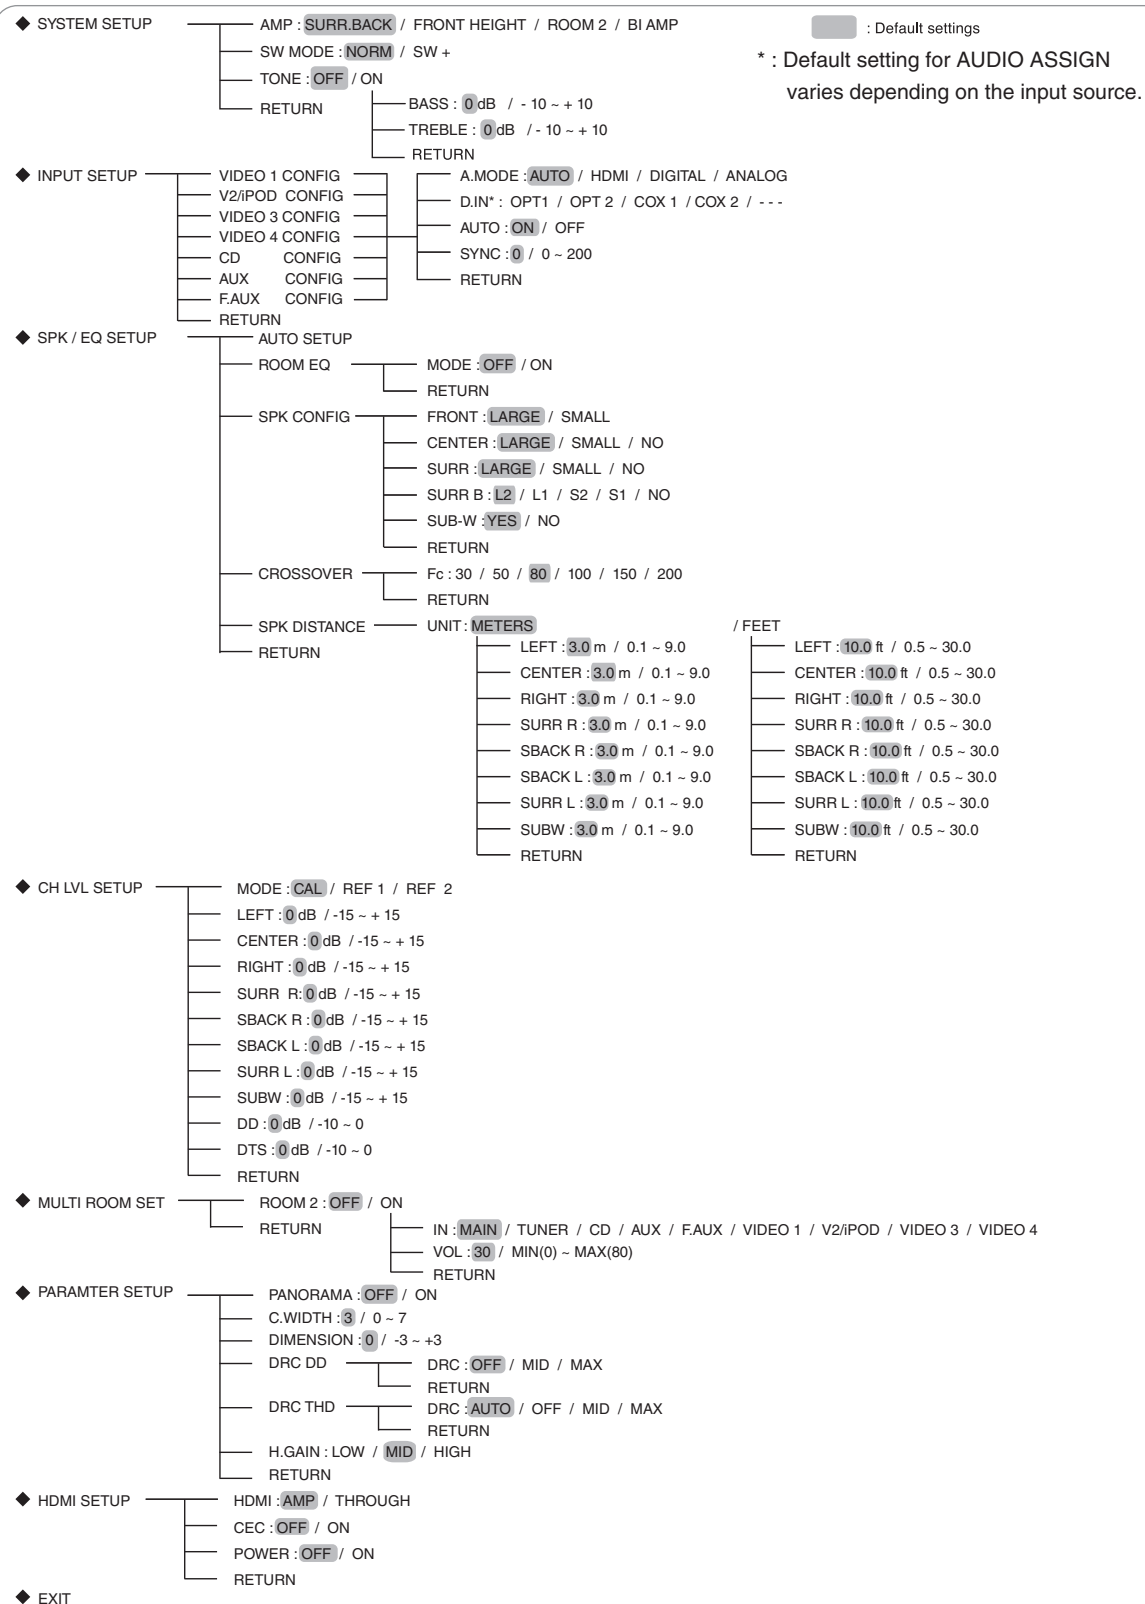 ◆ SYSTEM SETUP
AMP : SURR.BACK / FRONT HEIGHT / ROOM 2 / BI AMP
SW MODE : NORM / SW +
TONE : OFF / ON
RETURN
BASS : 0 dB / - 10 ~ + 10
TREBLE : 0 dB / - 10 ~ + 10
RETURN
: Default settings
* : Default setting for AUDIO ASSIGN
varies depending on the input source.
◆ INPUT SETUP
VIDEO 1 CONFIG
V2/iPOD CONFIG
VIDEO 3 CONFIG
VIDEO 4 CONFIG
CD CONFIG
AUX CONFIG
F.AUX CONFIG
RETURN
A.MODE : AUTO / HDMI / DIGITAL / ANALOG
D.IN* : OPT1 / OPT 2 / COX 1 / COX 2 / - - -
AUTO : ON / OFF
SYNC : 0 / 0 ~ 200
RETURN
◆ SPK / EQ SETUP
AUTO SETUP
ROOM EQ
MODE : OFF / ON
RETURN
SPK CONFIG
FRONT : LARGE / SMALL
CENTER : LARGE / SMALL / NO
SURR : LARGE / SMALL / NO
SURR B : L2 / L1 / S2 / S1 / NO
SUB-W : YES / NO
RETURN
CROSSOVER
Fc : 30 / 50 / 80 / 100 / 150 / 200
RETURN
SPK DISTANCE
UNIT : METERS / FEET
RETURN
LEFT : 3.0 m / 0.1 ~ 9.0
CENTER : 3.0 m / 0.1 ~ 9.0
RIGHT : 3.0 m / 0.1 ~ 9.0
SURR R : 3.0 m / 0.1 ~ 9.0
SBACK R : 3.0 m / 0.1 ~ 9.0
SBACK L : 3.0 m / 0.1 ~ 9.0
SURR L : 3.0 m / 0.1 ~ 9.0
SUBW : 3.0 m / 0.1 ~ 9.0
RETURN
LEFT : 10.0 ft / 0.5 ~ 30.0
CENTER : 10.0 ft / 0.5 ~ 30.0
RIGHT : 10.0 ft / 0.5 ~ 30.0
SURR R : 10.0 ft / 0.5 ~ 30.0
SBACK R : 10.0 ft / 0.5 ~ 30.0
SBACK L : 10.0 ft / 0.5 ~ 30.0
SURR L : 10.0 ft / 0.5 ~ 30.0
SUBW : 10.0 ft / 0.5 ~ 30.0
RETURN
◆ CH LVL SETUP
MODE : CAL / REF 1 / REF 2
LEFT : 0 dB / -15 ~ + 15
CENTER : 0 dB / -15 ~ + 15
RIGHT : 0 dB / -15 ~ + 15
SURR R: 0 dB / -15 ~ + 15
SBACK R : 0 dB / -15 ~ + 15
SBACK L : 0 dB / -15 ~ + 15
SURR L : 0 dB / -15 ~ + 15
SUBW : 0 dB / -15 ~ + 15
DD : 0 dB / -10 ~ 0
DTS : 0 dB / -10 ~ 0
RETURN
◆ MULTI ROOM SET
ROOM 2 : OFF / ON
RETURN
IN : MAIN / TUNER / CD / AUX / F.AUX / VIDEO 1 / V2/iPOD / VIDEO 3 / VIDEO 4
VOL : 30 / MIN(0) ~ MAX(80)
RETURN
◆ PARAMTER SETUP
PANORAMA : OFF / ON
C.WIDTH : 3 / 0 ~ 7
DIMENSION : 0 / -3 ~ +3
DRC DD
DRC : OFF / MID / MAX
RETURN
DRC THD
DRC : AUTO / OFF / MID / MAX
RETURN
H.GAIN : LOW / MID / HIGH
RETURN
◆ HDMI SETUP
HDMI : AMP / THROUGH
CEC : OFF / ON
POWER : OFF / ON
RETURN
◆ EXIT